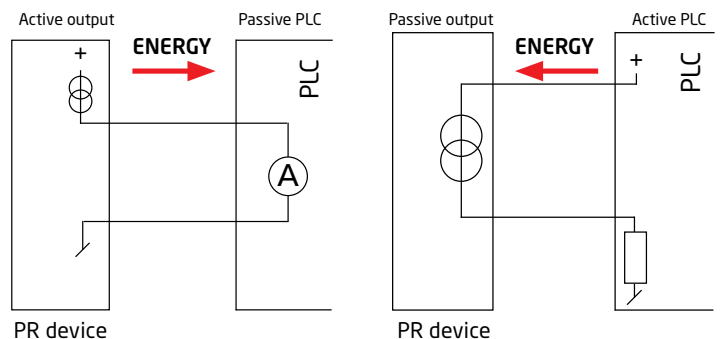 Active output
Passive PLC
ENERGY
+
PLC
A
PR device
Passive output
Active PLC
ENERGY
+
PLC
PR device